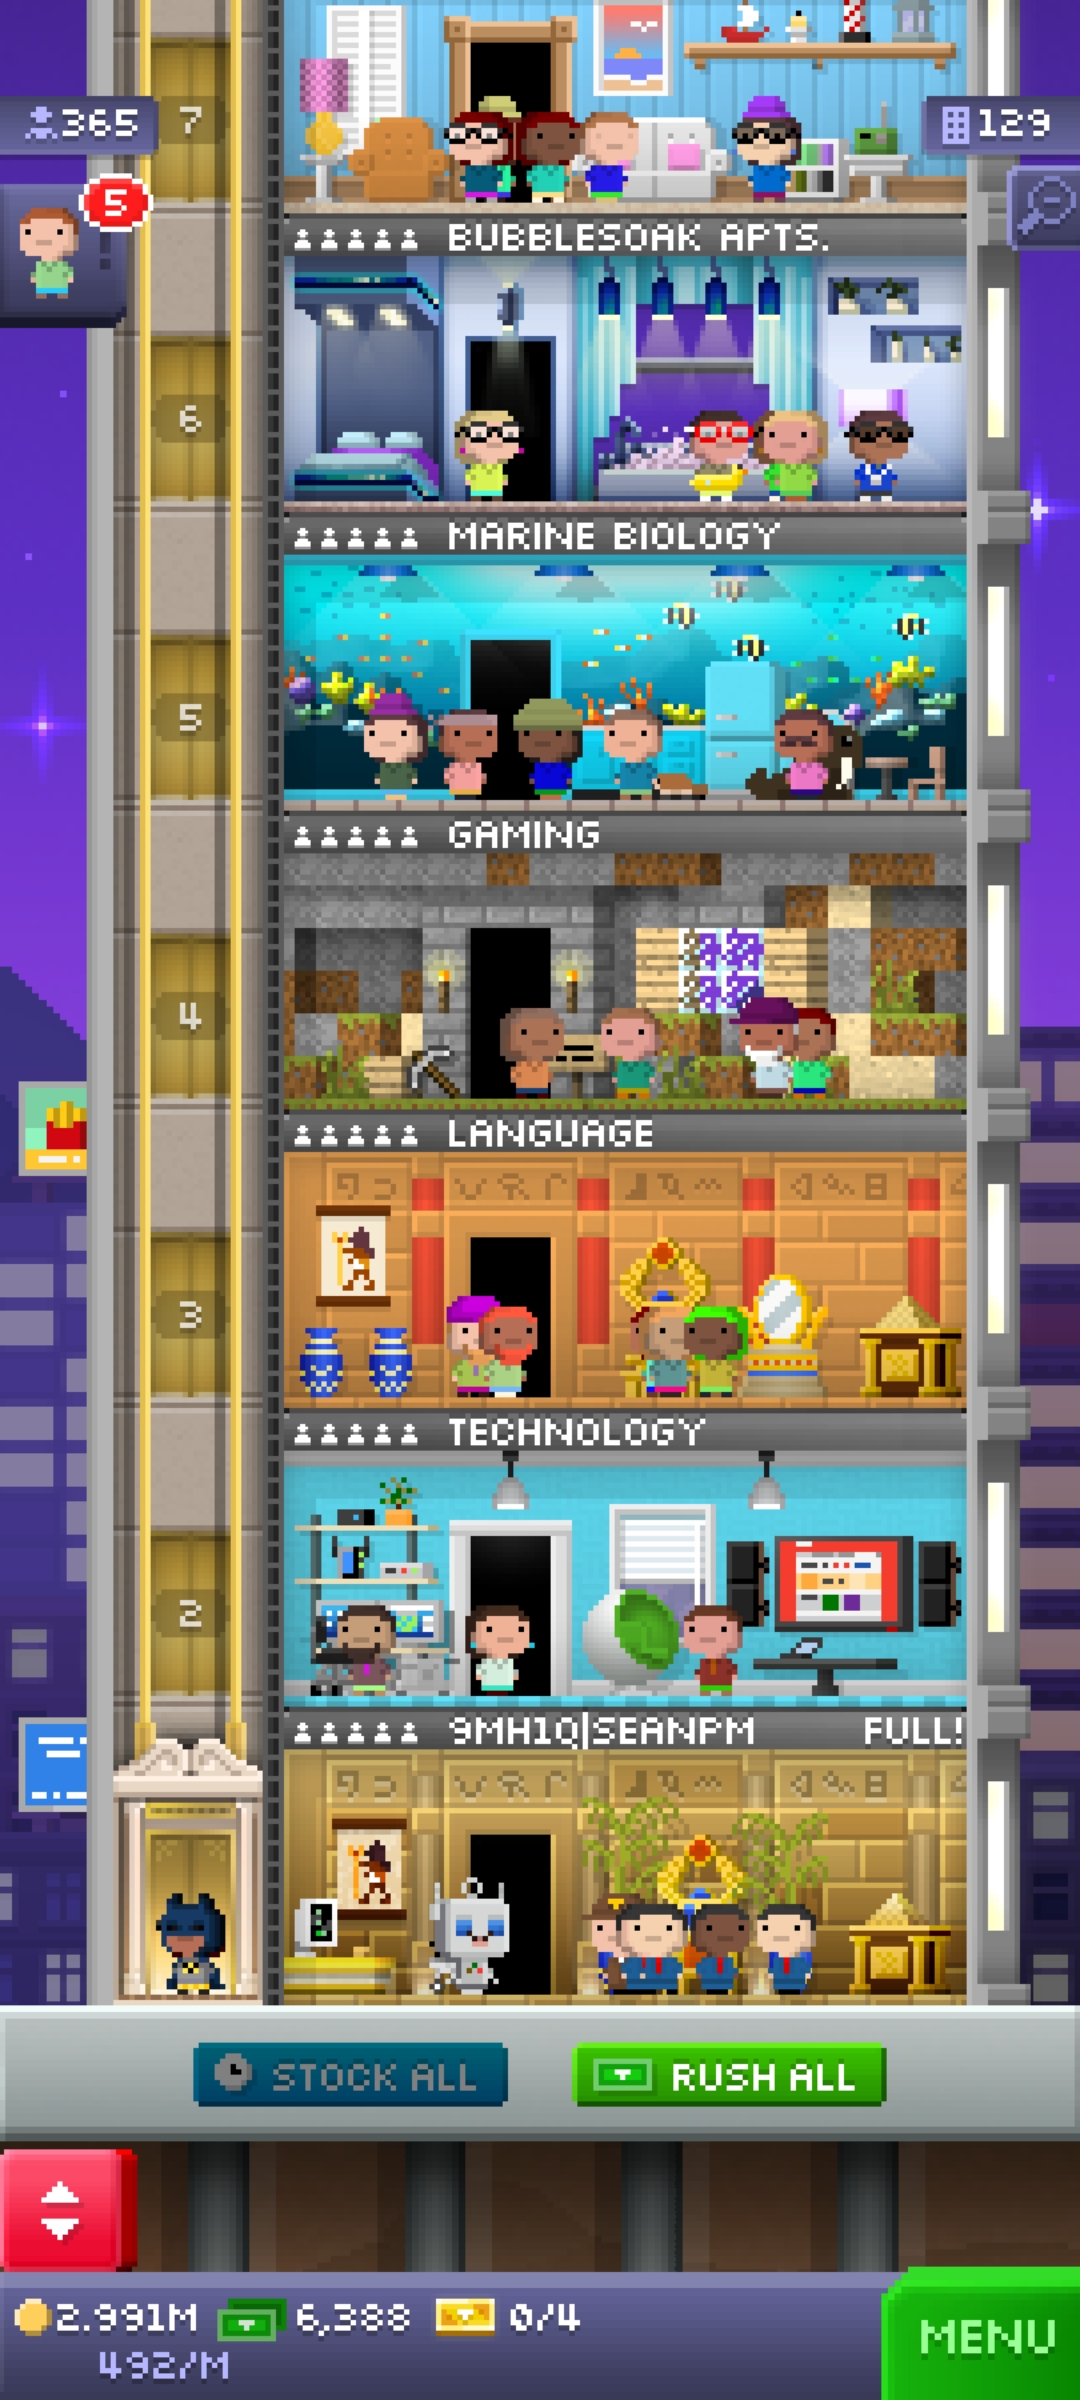 365
7
129
5
BUBBLESOAK APTS.
6
MARINE BIOLOGY
5
GAMING
4
LANGUAGE
3
TECHNOLOGY
2
9MH1Q|SEANPM FULL!
STOCK ALL
RUSH ALL
2.991M
6,388
0/4
492/M
MENU